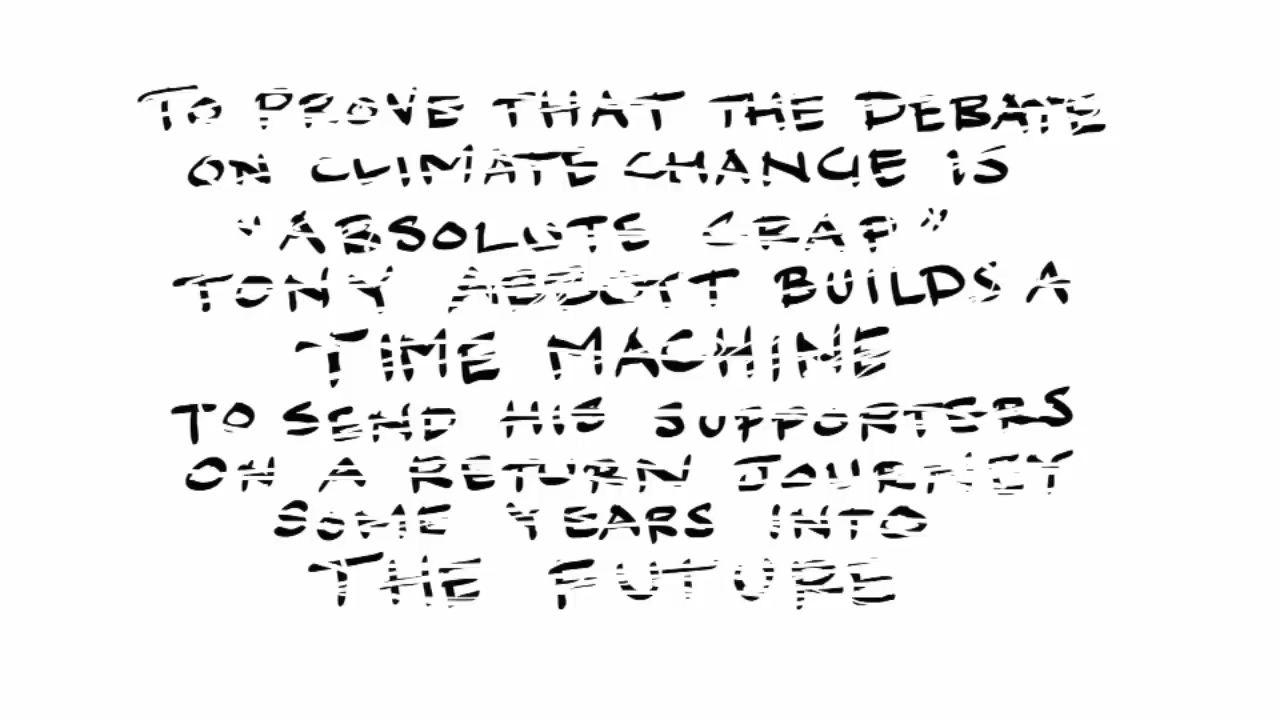 TO PROVE THAT THE DEBATE
ON CLIMATE CHANGE IS
"ABSOLUTE CRAP"
TONY ABBOTT BUILDS A
TIME MACHINE
TO SEND HIS SUPPORTERS
ON A RETURN JOURNEY
SOME YEARS INTO
THE FUTURE